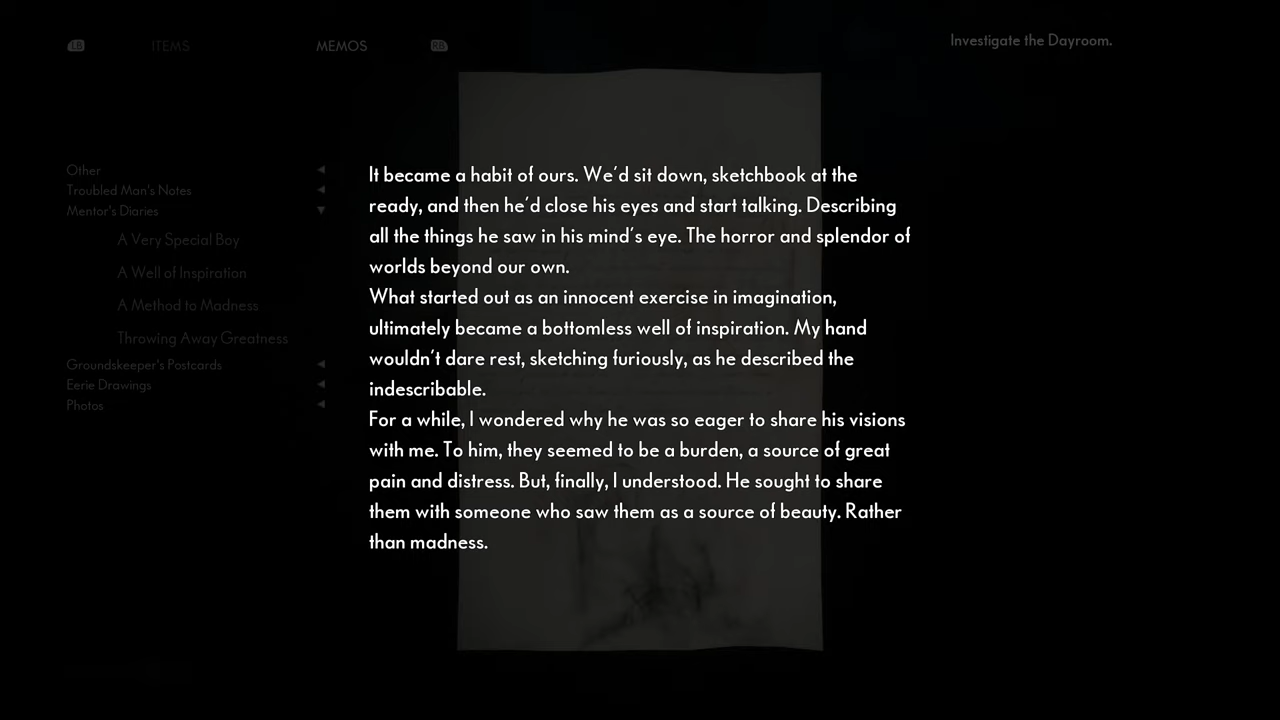 LB ITEMS MEMOS RB
Investigate the Dayroom.
Other
Troubled Man's Notes
Mentor's Diaries
A Very Special Boy
A Well of Inspiration
A Method to Madness
Throwing Away Greatness
Groundskeeper's Postcards
Eerie Drawings
Photos
It became a habit of ours. We'd sit down, sketchbook at the
ready, and then he'd close his eyes and start talking. Describing
all the things he saw in his mind's eye. The horror and splendor of
worlds beyond our own.
What started out as an innocent exercise in imagination,
ultimately became a bottomless well of inspiration. My hand
wouldn't dare rest, sketching furiously, as he described the
indescribable.
For a while, I wondered why he was so eager to share his visions
with me. To him, they seemed to be a burden, a source of great
pain and distress. But, finally, I understood. He sought to share
them with someone who saw them as a source of beauty. Rather
than madness.